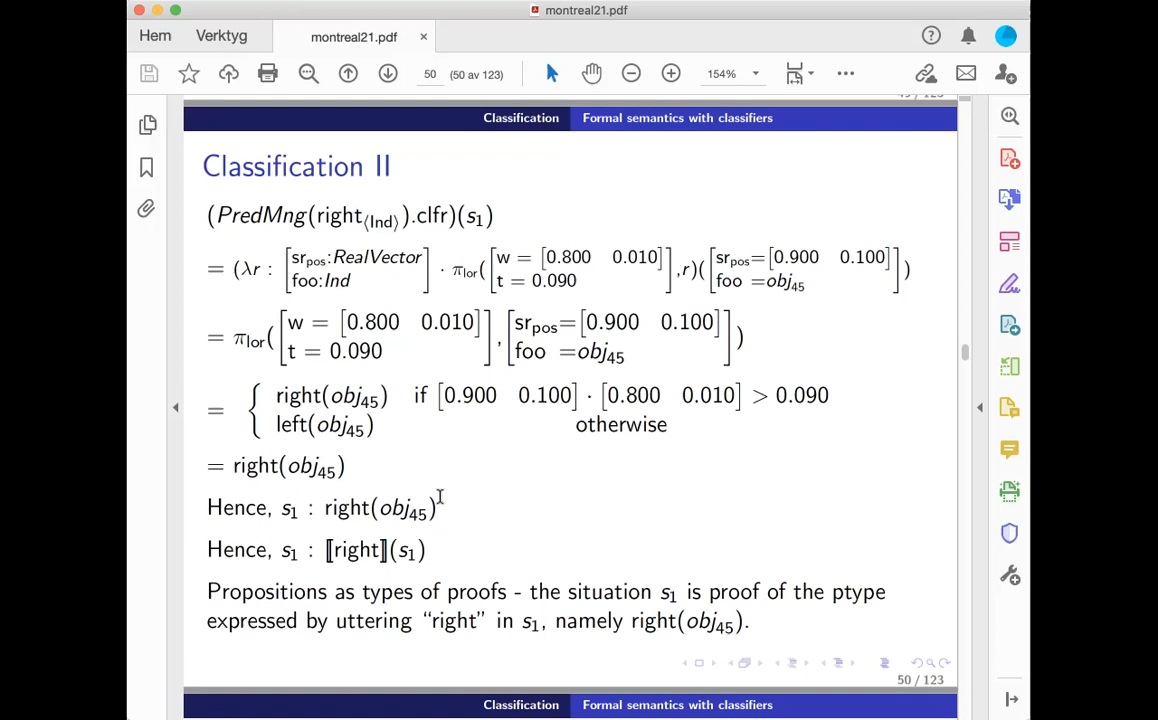 montreal21.pdf
Hem Verktyg montreal21.pdf ×
50 (50 av 123) 154%
Classification Formal semantics with classifiers
Classification II
(PredMng(right⟨Ind⟩).clfr)(s₁)
= (λr : [srpos:RealVector foo:Ind] · πlor([w = [0.800 0.010] t = 0.090],r)([srpos=[0.900 0.100] foo =obj₄₅])
= πlor([w = [0.800 0.010] t = 0.090],[srpos=[0.900 0.100] foo =obj₄₅])
= { right(obj₄₅) if [0.900 0.100] · [0.800 0.010] > 0.090
left(obj₄₅) otherwise
= right(obj₄₅)
Hence, s₁ : right(obj₄₅)
Hence, s₁ : ⟦right⟧(s₁)
Propositions as types of proofs - the situation s₁ is proof of the ptype
expressed by uttering “right” in s₁, namely right(obj₄₅).
50 / 123
Classification Formal semantics with classifiers